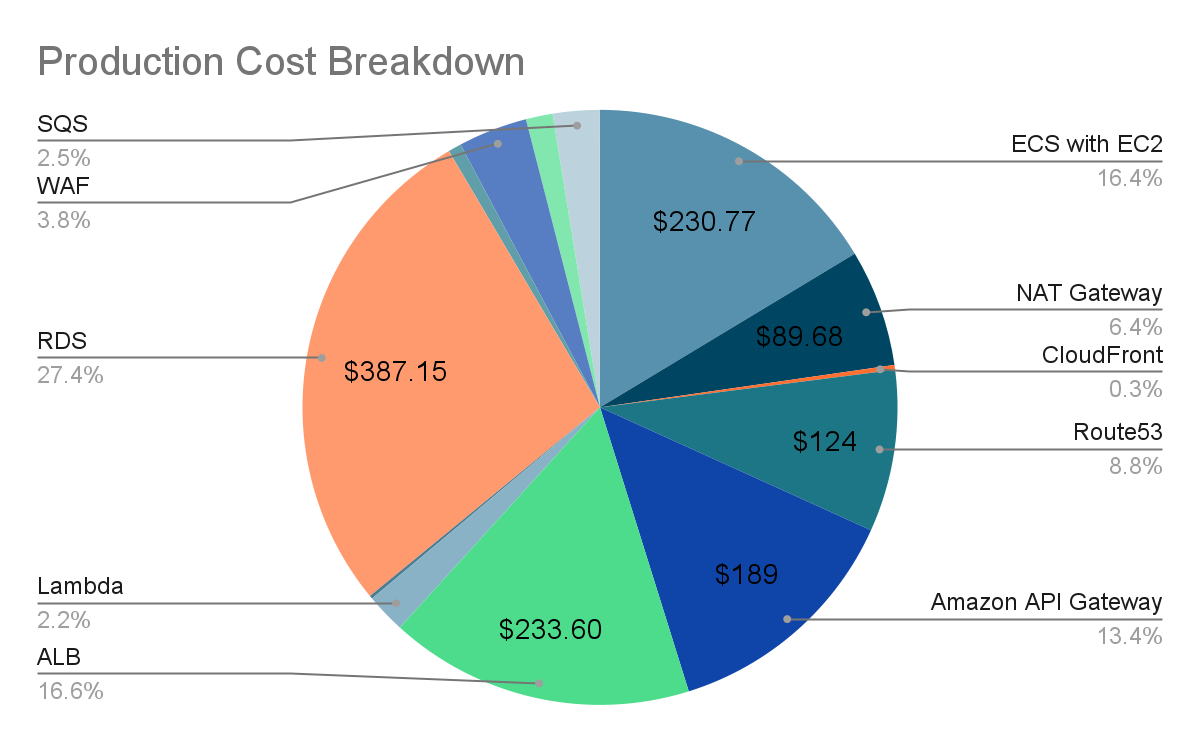 Production Cost Breakdown
SQS
2.5%
WAF
3.8%
RDS
27.4%
Lambda
2.2%
ALB
16.6%
ECS with EC2
16.4%
NAT Gateway
6.4%
CloudFront
0.3%
Route53
8.8%
Amazon API Gateway
13.4%
$230.77
$89.68
$124
$189
$233.60
$387.15